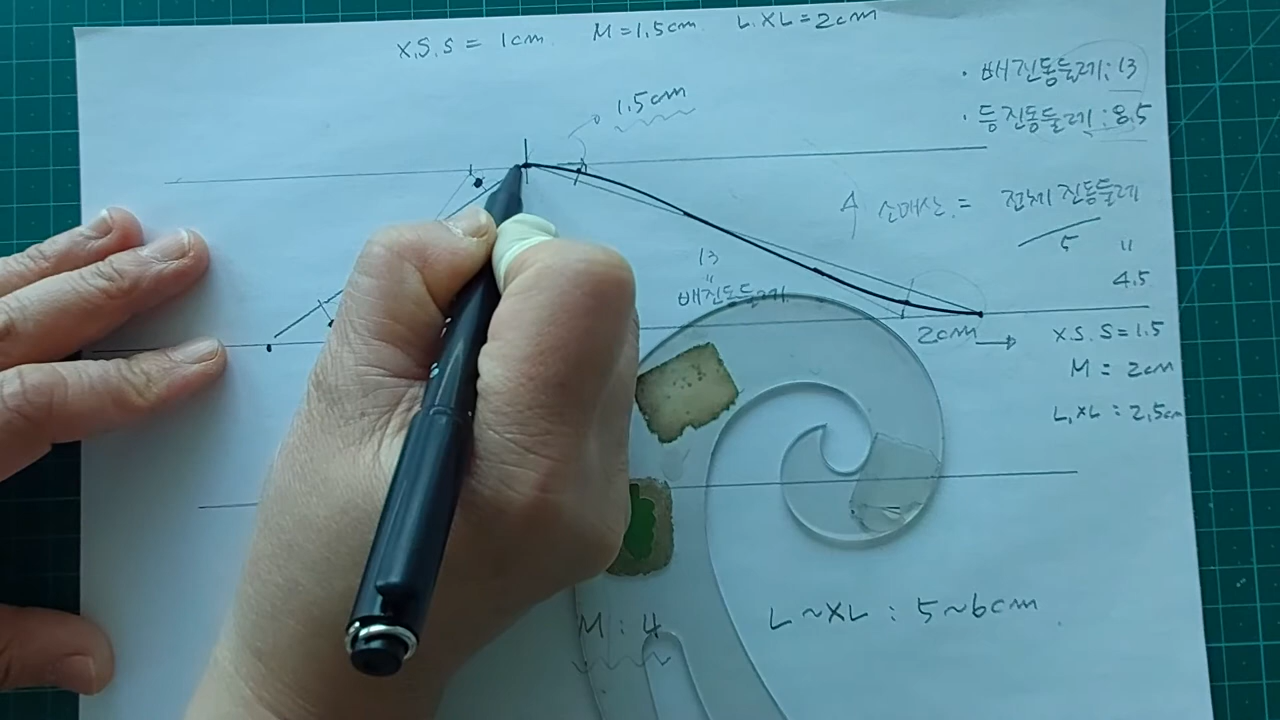 X.S.S = 1cm   M=1.5cm   L.XL=2cm
· 배진동둘레: 13
· 등진동둘레: 8.5
1.5cm
소매산 = 전체 진동둘레
5 "
4.5
13
"
배진동둘레
2cm → X.S.S=1.5
M = 2cm
L,XL : 2,5cm
M : 4
L~XL : 5~6cm